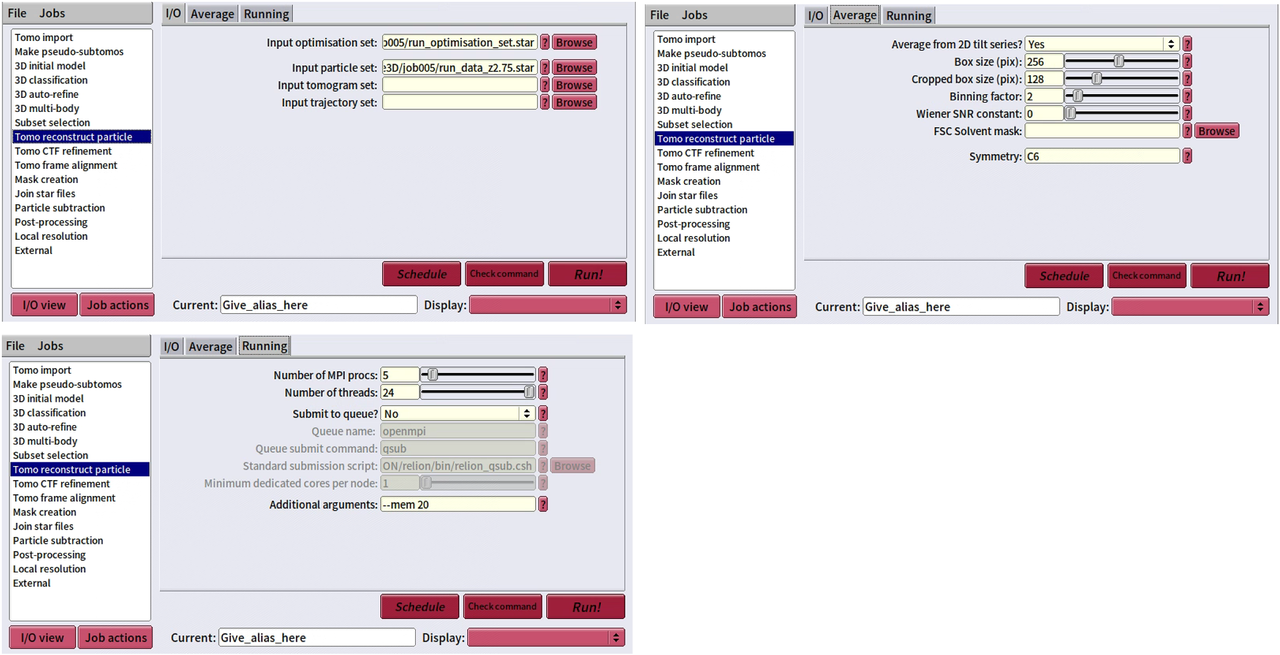 File Jobs
I/O Average Running
Tomo import
Make pseudo-subtomos
3D initial model
3D classification
3D auto-refine
3D multi-body
Subset selection
Tomo reconstruct particle
Tomo CTF refinement
Tomo frame alignment
Mask creation
Join star files
Particle subtraction
Post-processing
Local resolution
External
Input optimisation set: ɔ005/run_optimisation_set.star ? Browse
Input particle set: :3D/job005/run_data_z2.75.star ? Browse
Input tomogram set: ? Browse
Input trajectory set: ? Browse
Schedule Check command Run!
I/O view Job actions Current: Give_alias_here Display:
File Jobs
I/O Average Running
Tomo import
Make pseudo-subtomos
3D initial model
3D classification
3D auto-refine
3D multi-body
Subset selection
Tomo reconstruct particle
Tomo CTF refinement
Tomo frame alignment
Mask creation
Join star files
Particle subtraction
Post-processing
Local resolution
External
Average from 2D tilt series? Yes ?
Box size (pix): 256 ?
Cropped box size (pix): 128 ?
Binning factor: 2 ?
Wiener SNR constant: 0 ?
FSC Solvent mask: ? Browse
Symmetry: C6 ?
Schedule Check command Run!
I/O view Job actions Current: Give_alias_here Display:
File Jobs
I/O Average Running
Tomo import
Make pseudo-subtomos
3D initial model
3D classification
3D auto-refine
3D multi-body
Subset selection
Tomo reconstruct particle
Tomo CTF refinement
Tomo frame alignment
Mask creation
Join star files
Particle subtraction
Post-processing
Local resolution
External
Number of MPI procs: 5 ?
Number of threads: 24 ?
Submit to queue? No ?
Queue name: openmpi ?
Queue submit command: qsub ?
Standard submission script: ON/relion/bin/relion_qsub.csh ? Browse
Minimum dedicated cores per node: 1 ?
Additional arguments: --mem 20 ?
Schedule Check command Run!
I/O view Job actions Current: Give_alias_here Display: